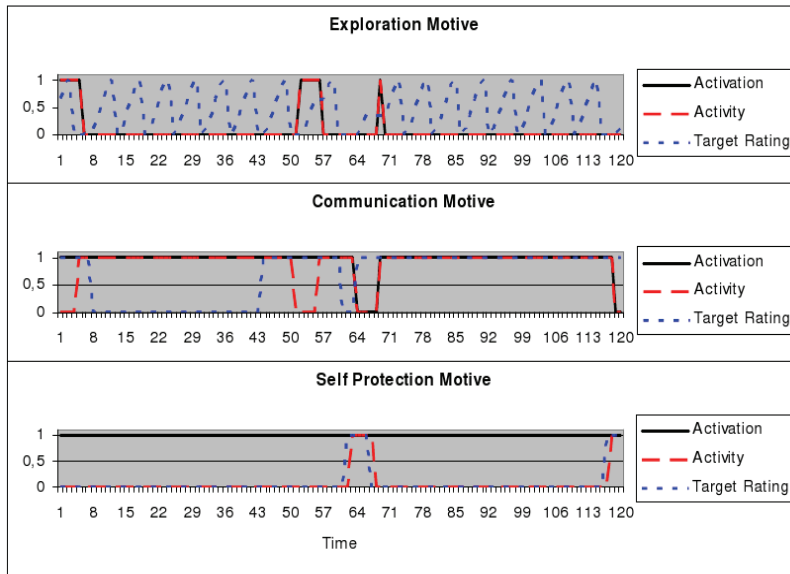 Exploration Motive
1
0,5
0
1 8 15 22 29 36 43 50 57 64 71 78 85 92 99 106 113 120
Activation
Activity
Target Rating
Communication Motive
1
0,5
0
1 8 15 22 29 36 43 50 57 64 71 78 85 92 99 106 113 120
Activation
Activity
Target Rating
Self Protection Motive
1
0,5
0
1 8 15 22 29 36 43 50 57 64 71 78 85 92 99 106 113 120
Time
Activation
Activity
Target Rating